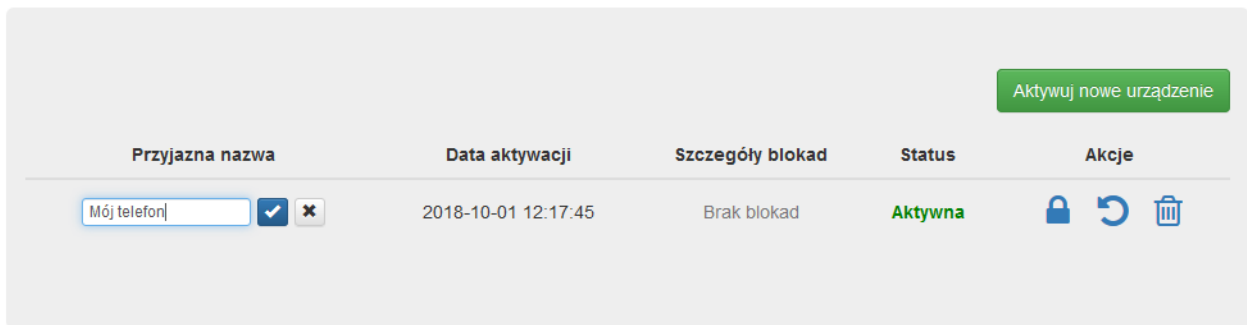 Aktywuj nowe urządzenie
Przyjazna nazwa Data aktywacji Szczegóły blokad Status Akcje
Mój telefon 2018-10-01 12:17:45 Brak blokad Aktywna